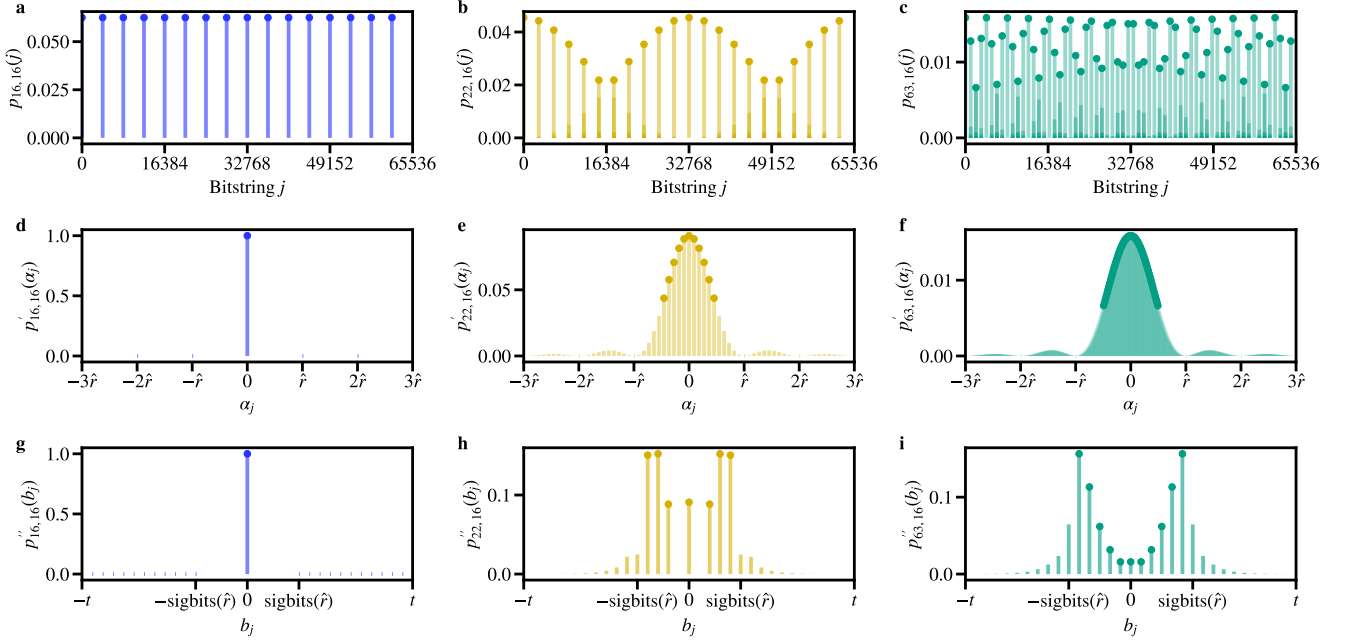 a
p₁₆,₁₆(j)
0.050
0.025
0.000
0 16384 32768 49152 65536
Bitstring j
b
p₂₂,₁₆(j)
0.04
0.02
0.00
0 16384 32768 49152 65536
Bitstring j
c
p₆₃,₁₆(j)
0.01
0.00
0 16384 32768 49152 65536
Bitstring j
d
p′₁₆,₁₆(αⱼ)
1.0
0.5
0.0
−3r̂ −2r̂ −r̂ 0 r̂ 2r̂ 3r̂
αⱼ
e
p′₂₂,₁₆(αⱼ)
0.05
0.00
−3r̂ −2r̂ −r̂ 0 r̂ 2r̂ 3r̂
αⱼ
f
p′₆₃,₁₆(αⱼ)
0.01
0.00
−3r̂ −2r̂ −r̂ 0 r̂ 2r̂ 3r̂
αⱼ
g
p″₁₆,₁₆(bⱼ)
1.0
0.5
0.0
−t −sigbits(r̂) 0 sigbits(r̂) t
bⱼ
h
p″₂₂,₁₆(bⱼ)
0.1
0.0
−t −sigbits(r̂) 0 sigbits(r̂) t
bⱼ
i
p″₆₃,₁₆(bⱼ)
0.1
0.0
−t −sigbits(r̂) 0 sigbits(r̂) t
bⱼ